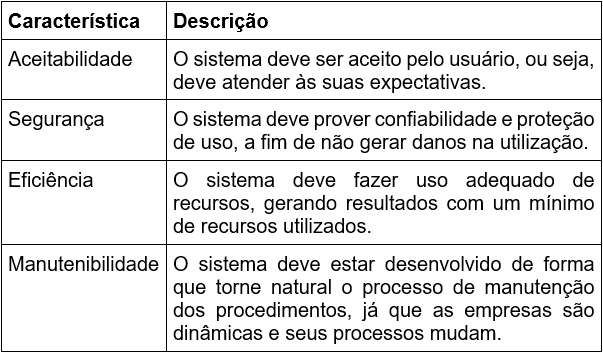 Característica Descrição
Aceitabilidade O sistema deve ser aceito pelo usuário, ou seja,
deve atender às suas expectativas.
Segurança O sistema deve prover confiabilidade e proteção
de uso, a fim de não gerar danos na utilização.
Eficiência O sistema deve fazer uso adequado de
recursos, gerando resultados com um mínimo
de recursos utilizados.
Manutenibilidade O sistema deve estar desenvolvido de forma
que torne natural o processo de manutenção
dos procedimentos, já que as empresas são
dinâmicas e seus processos mudam.